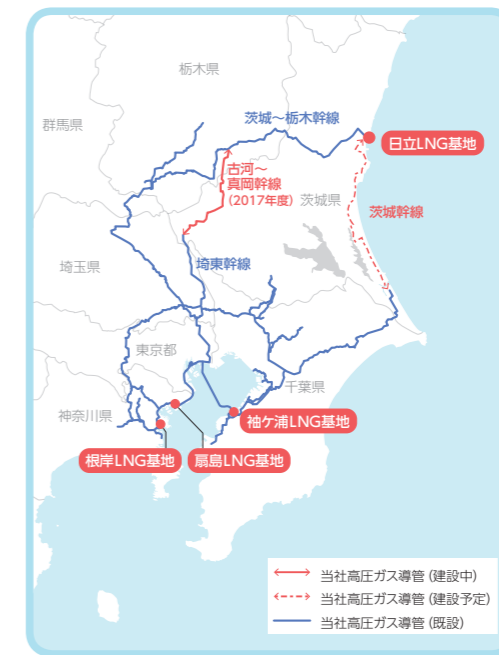 栃木県
群馬県
茨城〜栃木幹線
日立LNG基地
古河〜
真岡幹線
（2017年度）
茨城県
茨城幹線
埼玉県
埼東幹線
東京都
千葉県
神奈川県
袖ケ浦LNG基地
根岸LNG基地
扇島LNG基地
当社高圧ガス導管（建設中）
当社高圧ガス導管（建設予定）
当社高圧ガス導管（既設）